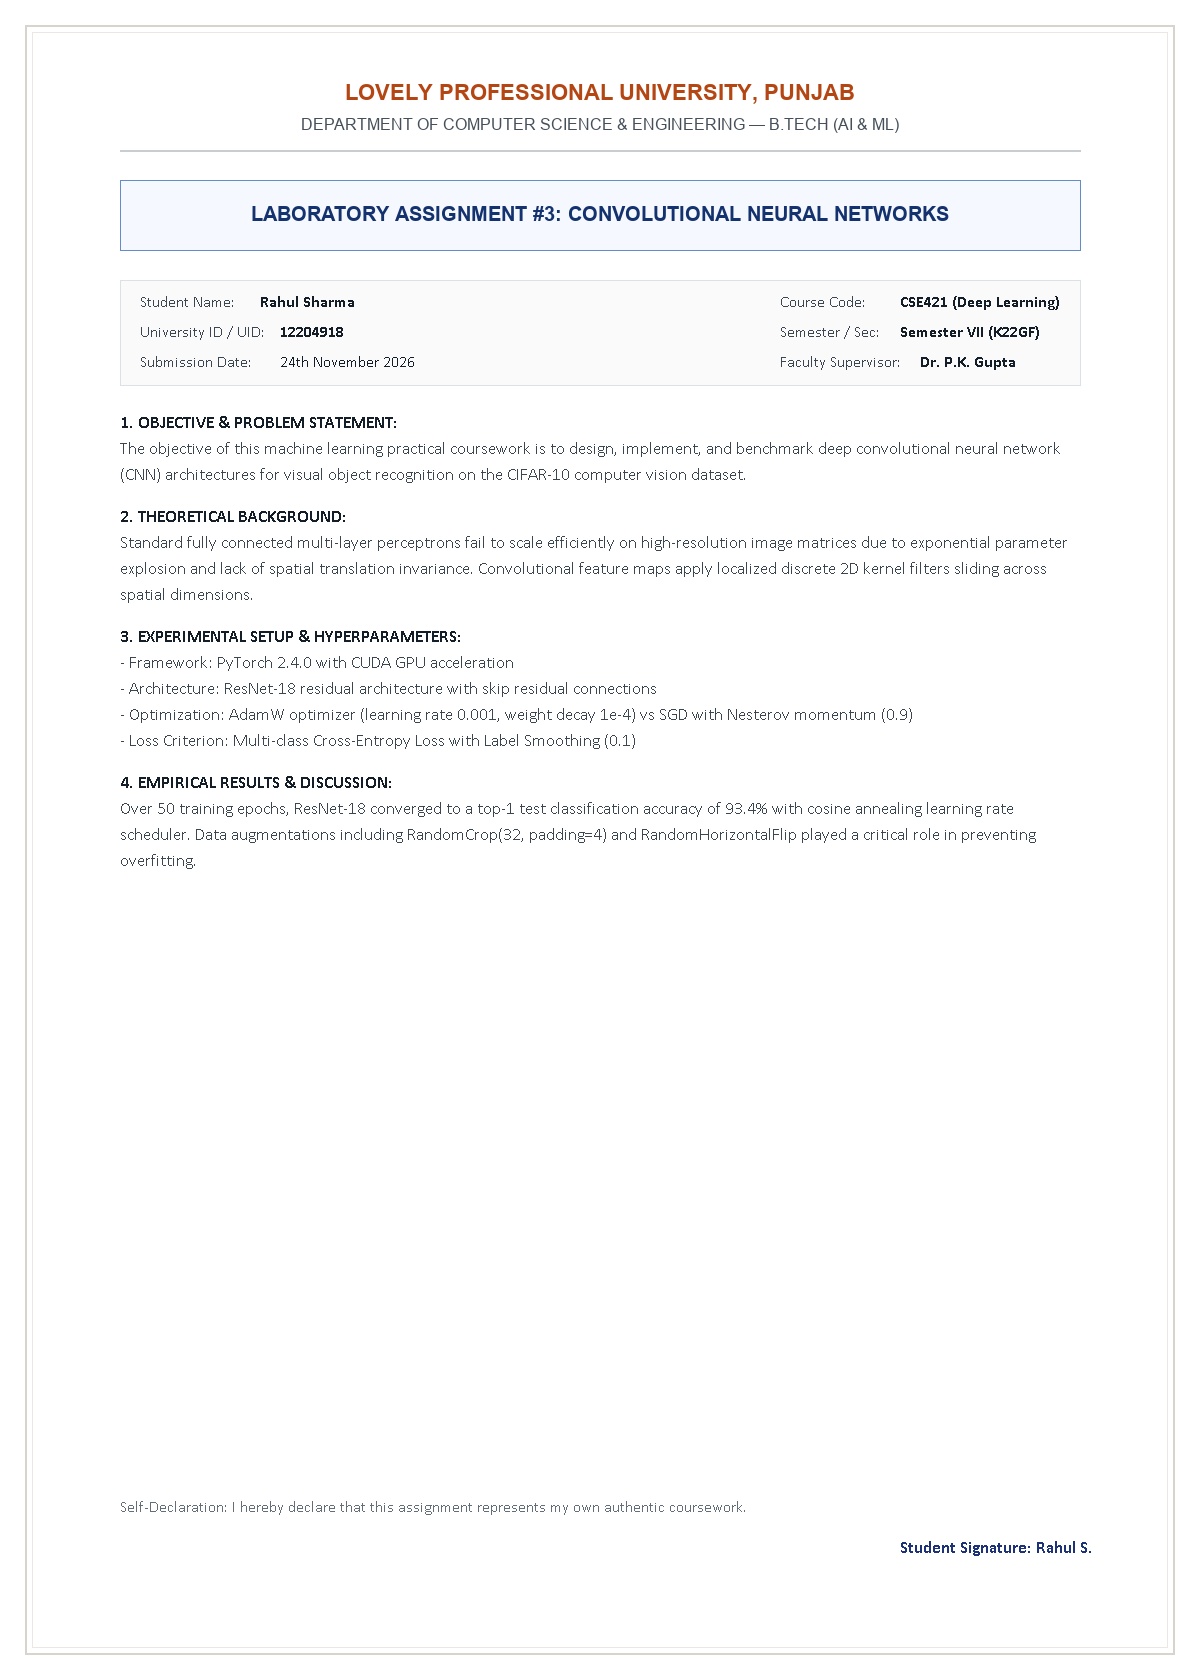 LOVELY PROFESSIONAL UNIVERSITY, PUNJAB
DEPARTMENT OF COMPUTER SCIENCE & ENGINEERING — B.TECH (AI & ML)
LABORATORY ASSIGNMENT #3: CONVOLUTIONAL NEURAL NETWORKS
Student Name: Rahul Sharma Course Code: CSE421 (Deep Learning)
University ID / UID: 12204918 Semester / Sec: Semester VII (K22GF)
Submission Date: 24th November 2026 Faculty Supervisor: Dr. P.K. Gupta
1. OBJECTIVE & PROBLEM STATEMENT:
The objective of this machine learning practical coursework is to design, implement, and benchmark deep convolutional neural network
(CNN) architectures for visual object recognition on the CIFAR-10 computer vision dataset.
2. THEORETICAL BACKGROUND:
Standard fully connected multi-layer perceptrons fail to scale efficiently on high-resolution image matrices due to exponential parameter
explosion and lack of spatial translation invariance. Convolutional feature maps apply localized discrete 2D kernel filters sliding across
spatial dimensions.
3. EXPERIMENTAL SETUP & HYPERPARAMETERS:
- Framework: PyTorch 2.4.0 with CUDA GPU acceleration
- Architecture: ResNet-18 residual architecture with skip residual connections
- Optimization: AdamW optimizer (learning rate 0.001, weight decay 1e-4) vs SGD with Nesterov momentum (0.9)
- Loss Criterion: Multi-class Cross-Entropy Loss with Label Smoothing (0.1)
4. EMPIRICAL RESULTS & DISCUSSION:
Over 50 training epochs, ResNet-18 converged to a top-1 test classification accuracy of 93.4% with cosine annealing learning rate
scheduler. Data augmentations including RandomCrop(32, padding=4) and RandomHorizontalFlip played a critical role in preventing
overfitting.
Self-Declaration: I hereby declare that this assignment represents my own authentic coursework.
Student Signature: Rahul S.